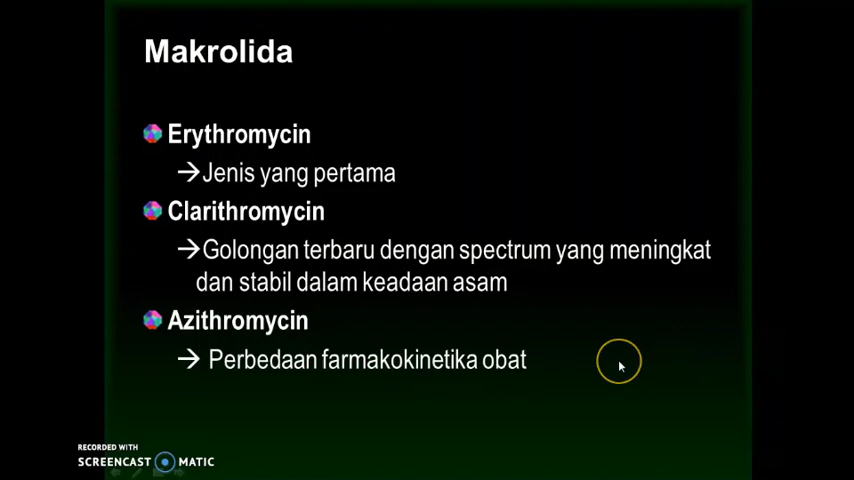 Makrolida
Erythromycin
→Jenis yang pertama
Clarithromycin
→Golongan terbaru dengan spectrum yang meningkat
dan stabil dalam keadaan asam
Azithromycin
→ Perbedaan farmakokinetika obat
RECORDED WITH
SCREENCAST MATIC